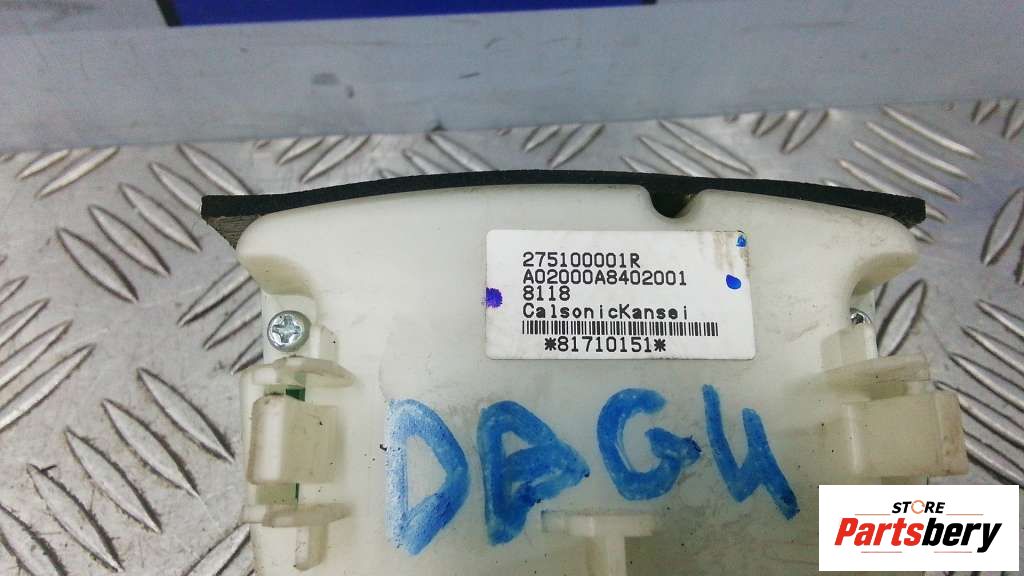 275100001R
A02000A8402001
8118
CalsonicKansei
*81710151*
DAG4
STORE
Partsbery